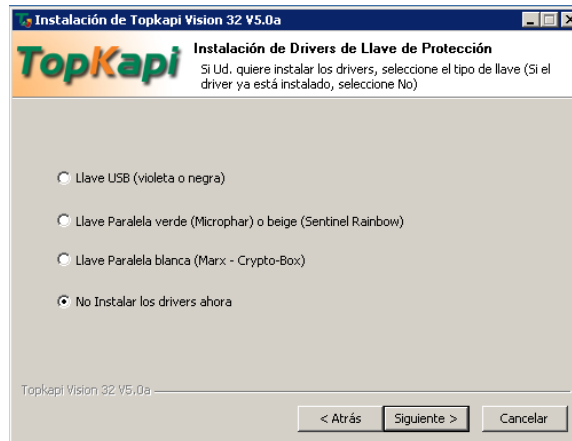 Instalación de Topkapi Vision 32 V5.0a
TopKapi
Instalación de Drivers de Llave de Protección
Si Ud. quiere instalar los drivers, seleccione el tipo de llave (Si el
driver ya está instalado, seleccione No)
Llave USB (violeta o negra)
Llave Paralela verde (Microphar) o beige (Sentinel Rainbow)
Llave Paralela blanca (Marx - Crypto-Box)
No Instalar los drivers ahora
Topkapi Vision 32 V5.0a
< Atrás
Siguiente >
Cancelar